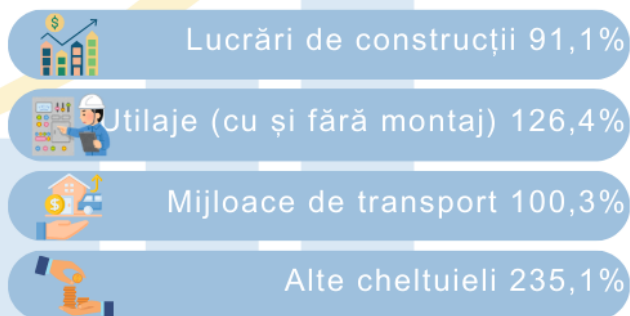 Lucrări de construcții 91,1%
Utilaje (cu și fără montaj) 126,4%
Mijloace de transport 100,3%
Alte cheltuieli 235,1%